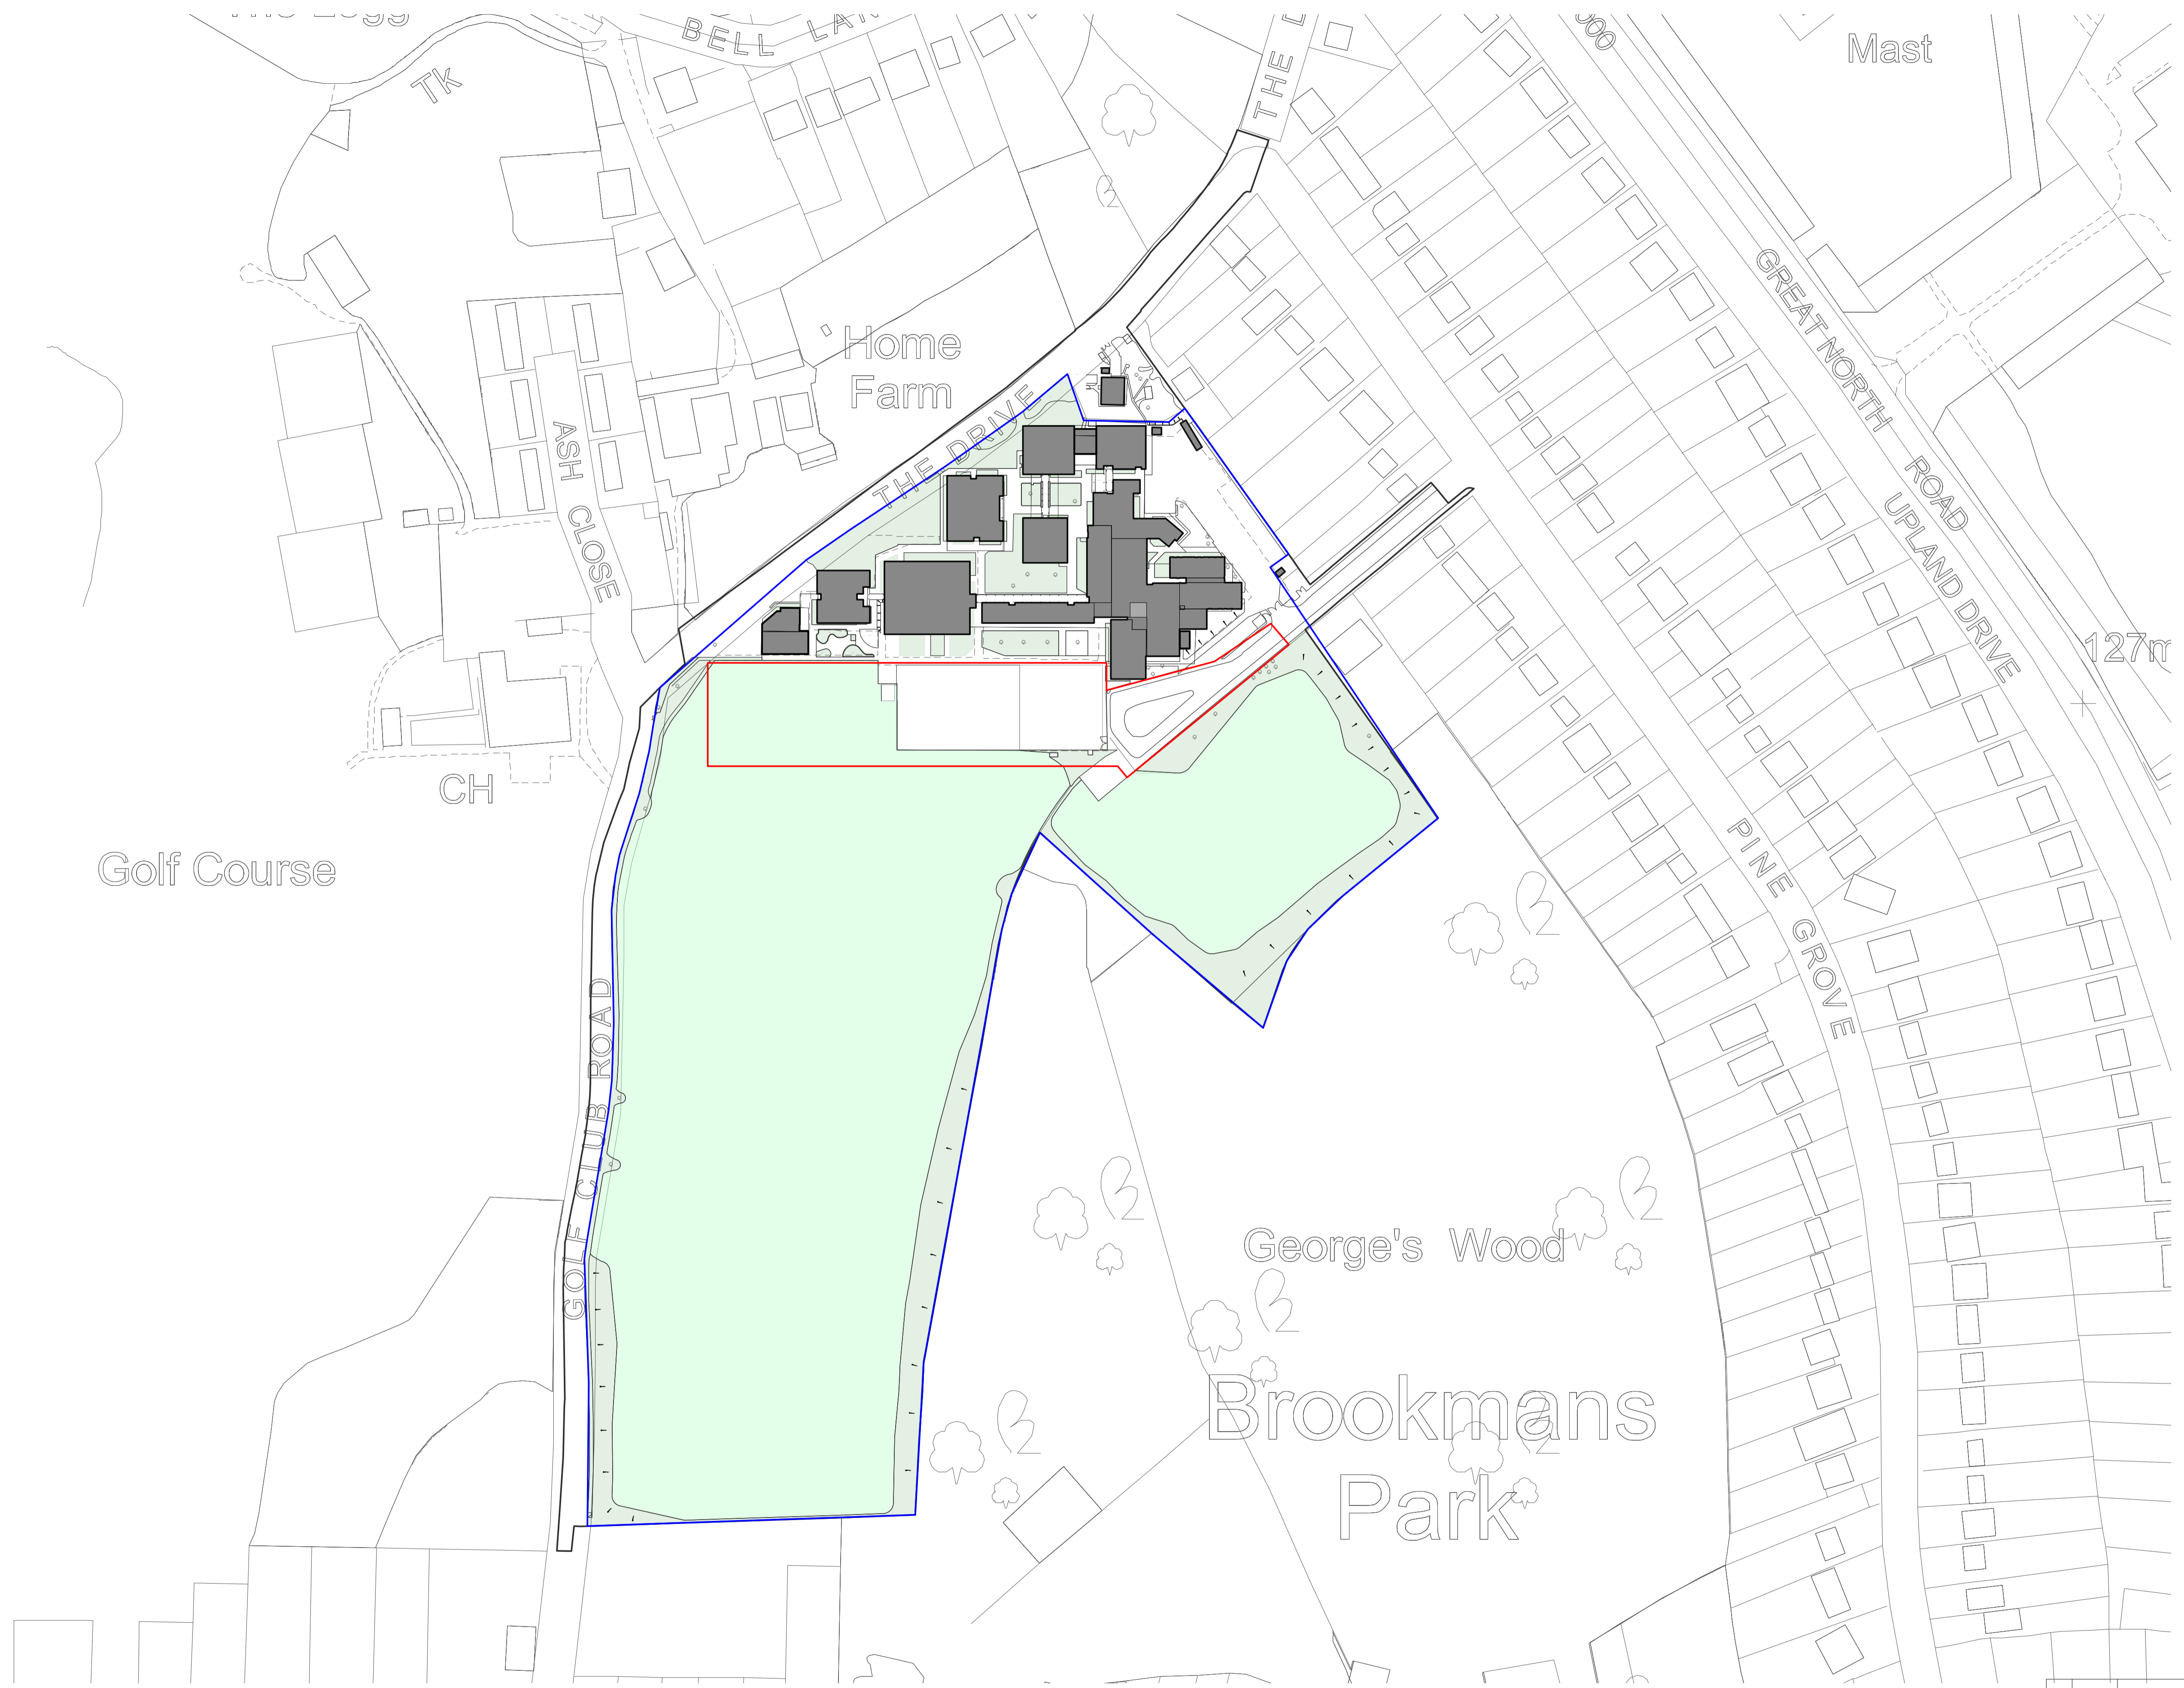 BELL
Tk
THE
Mast
Home
Farm
THE DRIVE
ASH CLOSE
GREAT NORTH ROAD
UPLAND DRIVE
127m
CH
Golf Course
PINE GROVE
GOLF CLUB ROAD
George's Wood
Brookmans
Park